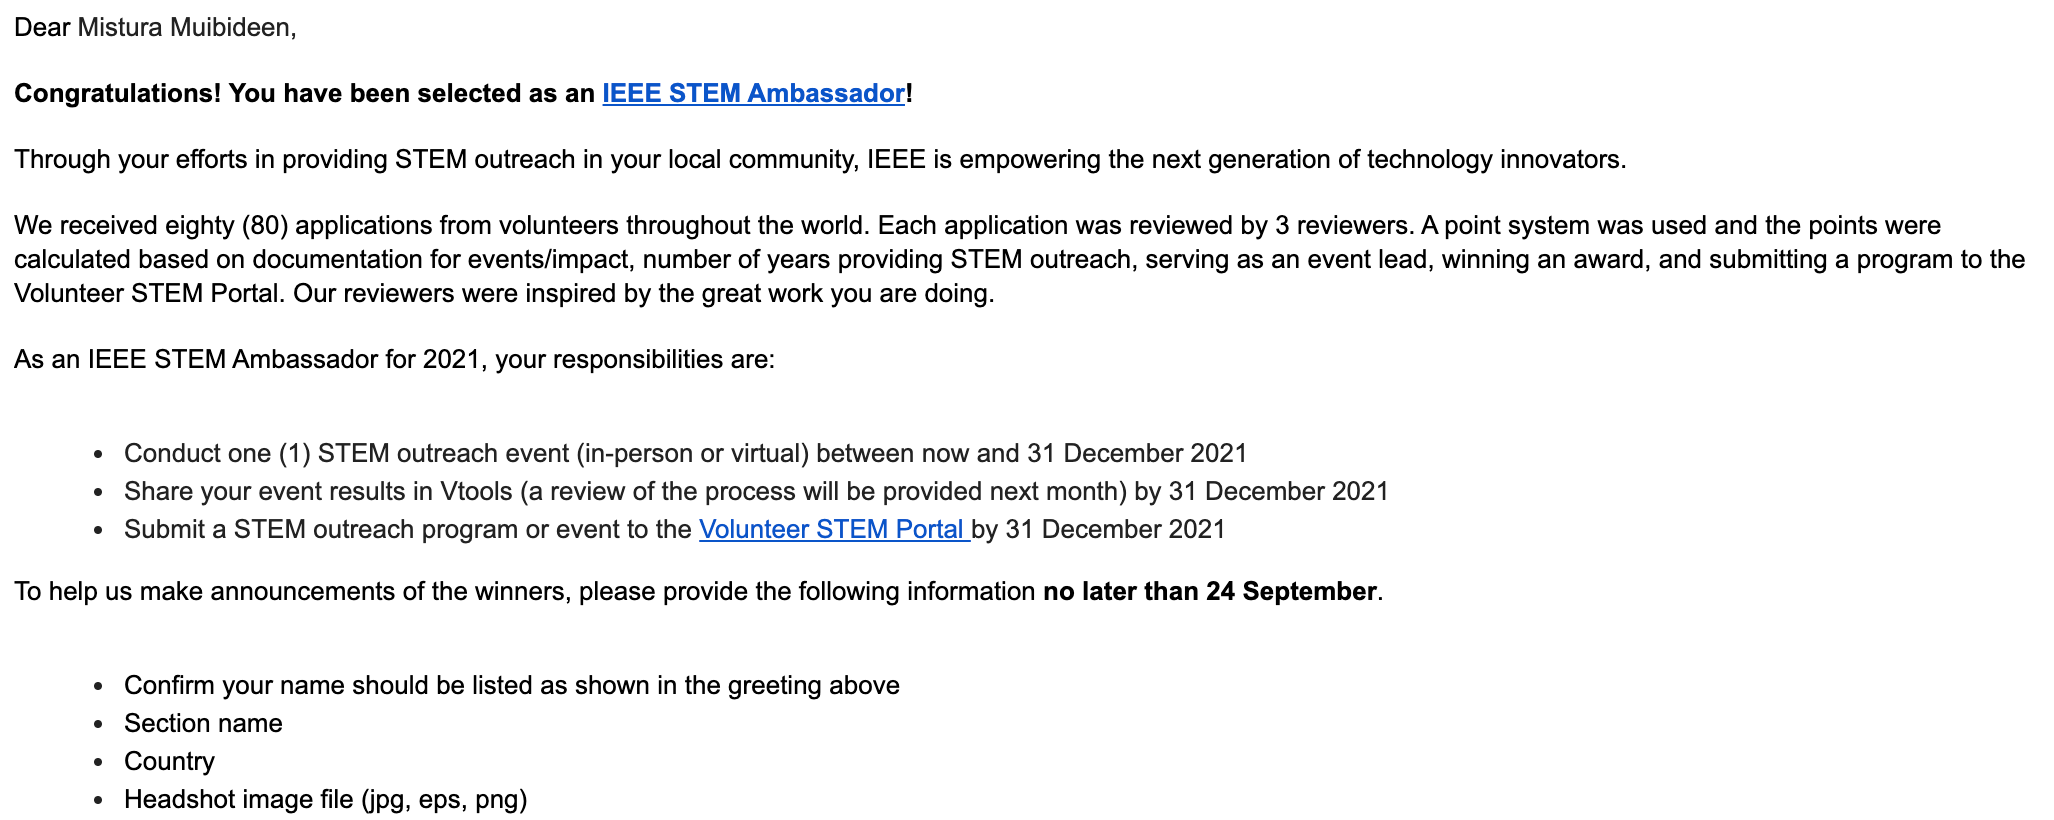 Dear Mistura Muibideen,
Congratulations! You have been selected as an IEEE STEM Ambassador!
Through your efforts in providing STEM outreach in your local community, IEEE is empowering the next generation of technology innovators.
We received eighty (80) applications from volunteers throughout the world. Each application was reviewed by 3 reviewers. A point system was used and the points were
calculated based on documentation for events/impact, number of years providing STEM outreach, serving as an event lead, winning an award, and submitting a program to the
Volunteer STEM Portal. Our reviewers were inspired by the great work you are doing.
As an IEEE STEM Ambassador for 2021, your responsibilities are:
• Conduct one (1) STEM outreach event (in-person or virtual) between now and 31 December 2021
• Share your event results in Vtools (a review of the process will be provided next month) by 31 December 2021
• Submit a STEM outreach program or event to the Volunteer STEM Portal by 31 December 2021
To help us make announcements of the winners, please provide the following information no later than 24 September.
• Confirm your name should be listed as shown in the greeting above
• Section name
• Country
• Headshot image file (jpg, eps, png)